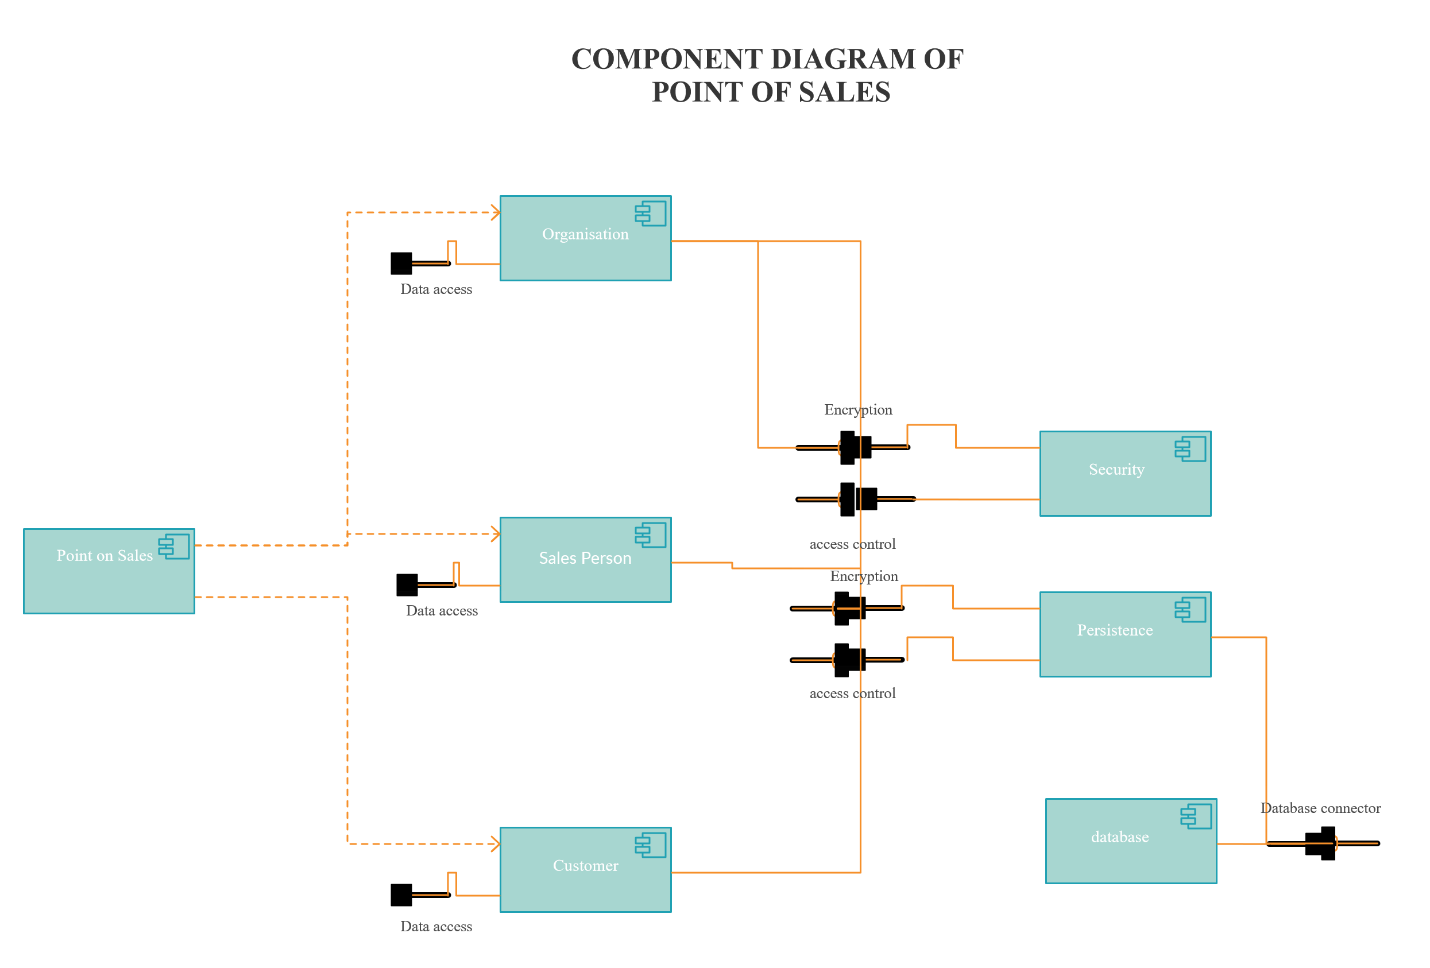 COMPONENT DIAGRAM OF
POINT OF SALES
Organisation
Data access
Encryption
Security
access control
Point on Sales
Sales Person
Encryption
Data access
Persistence
access control
Database connector
database
Customer
Data access